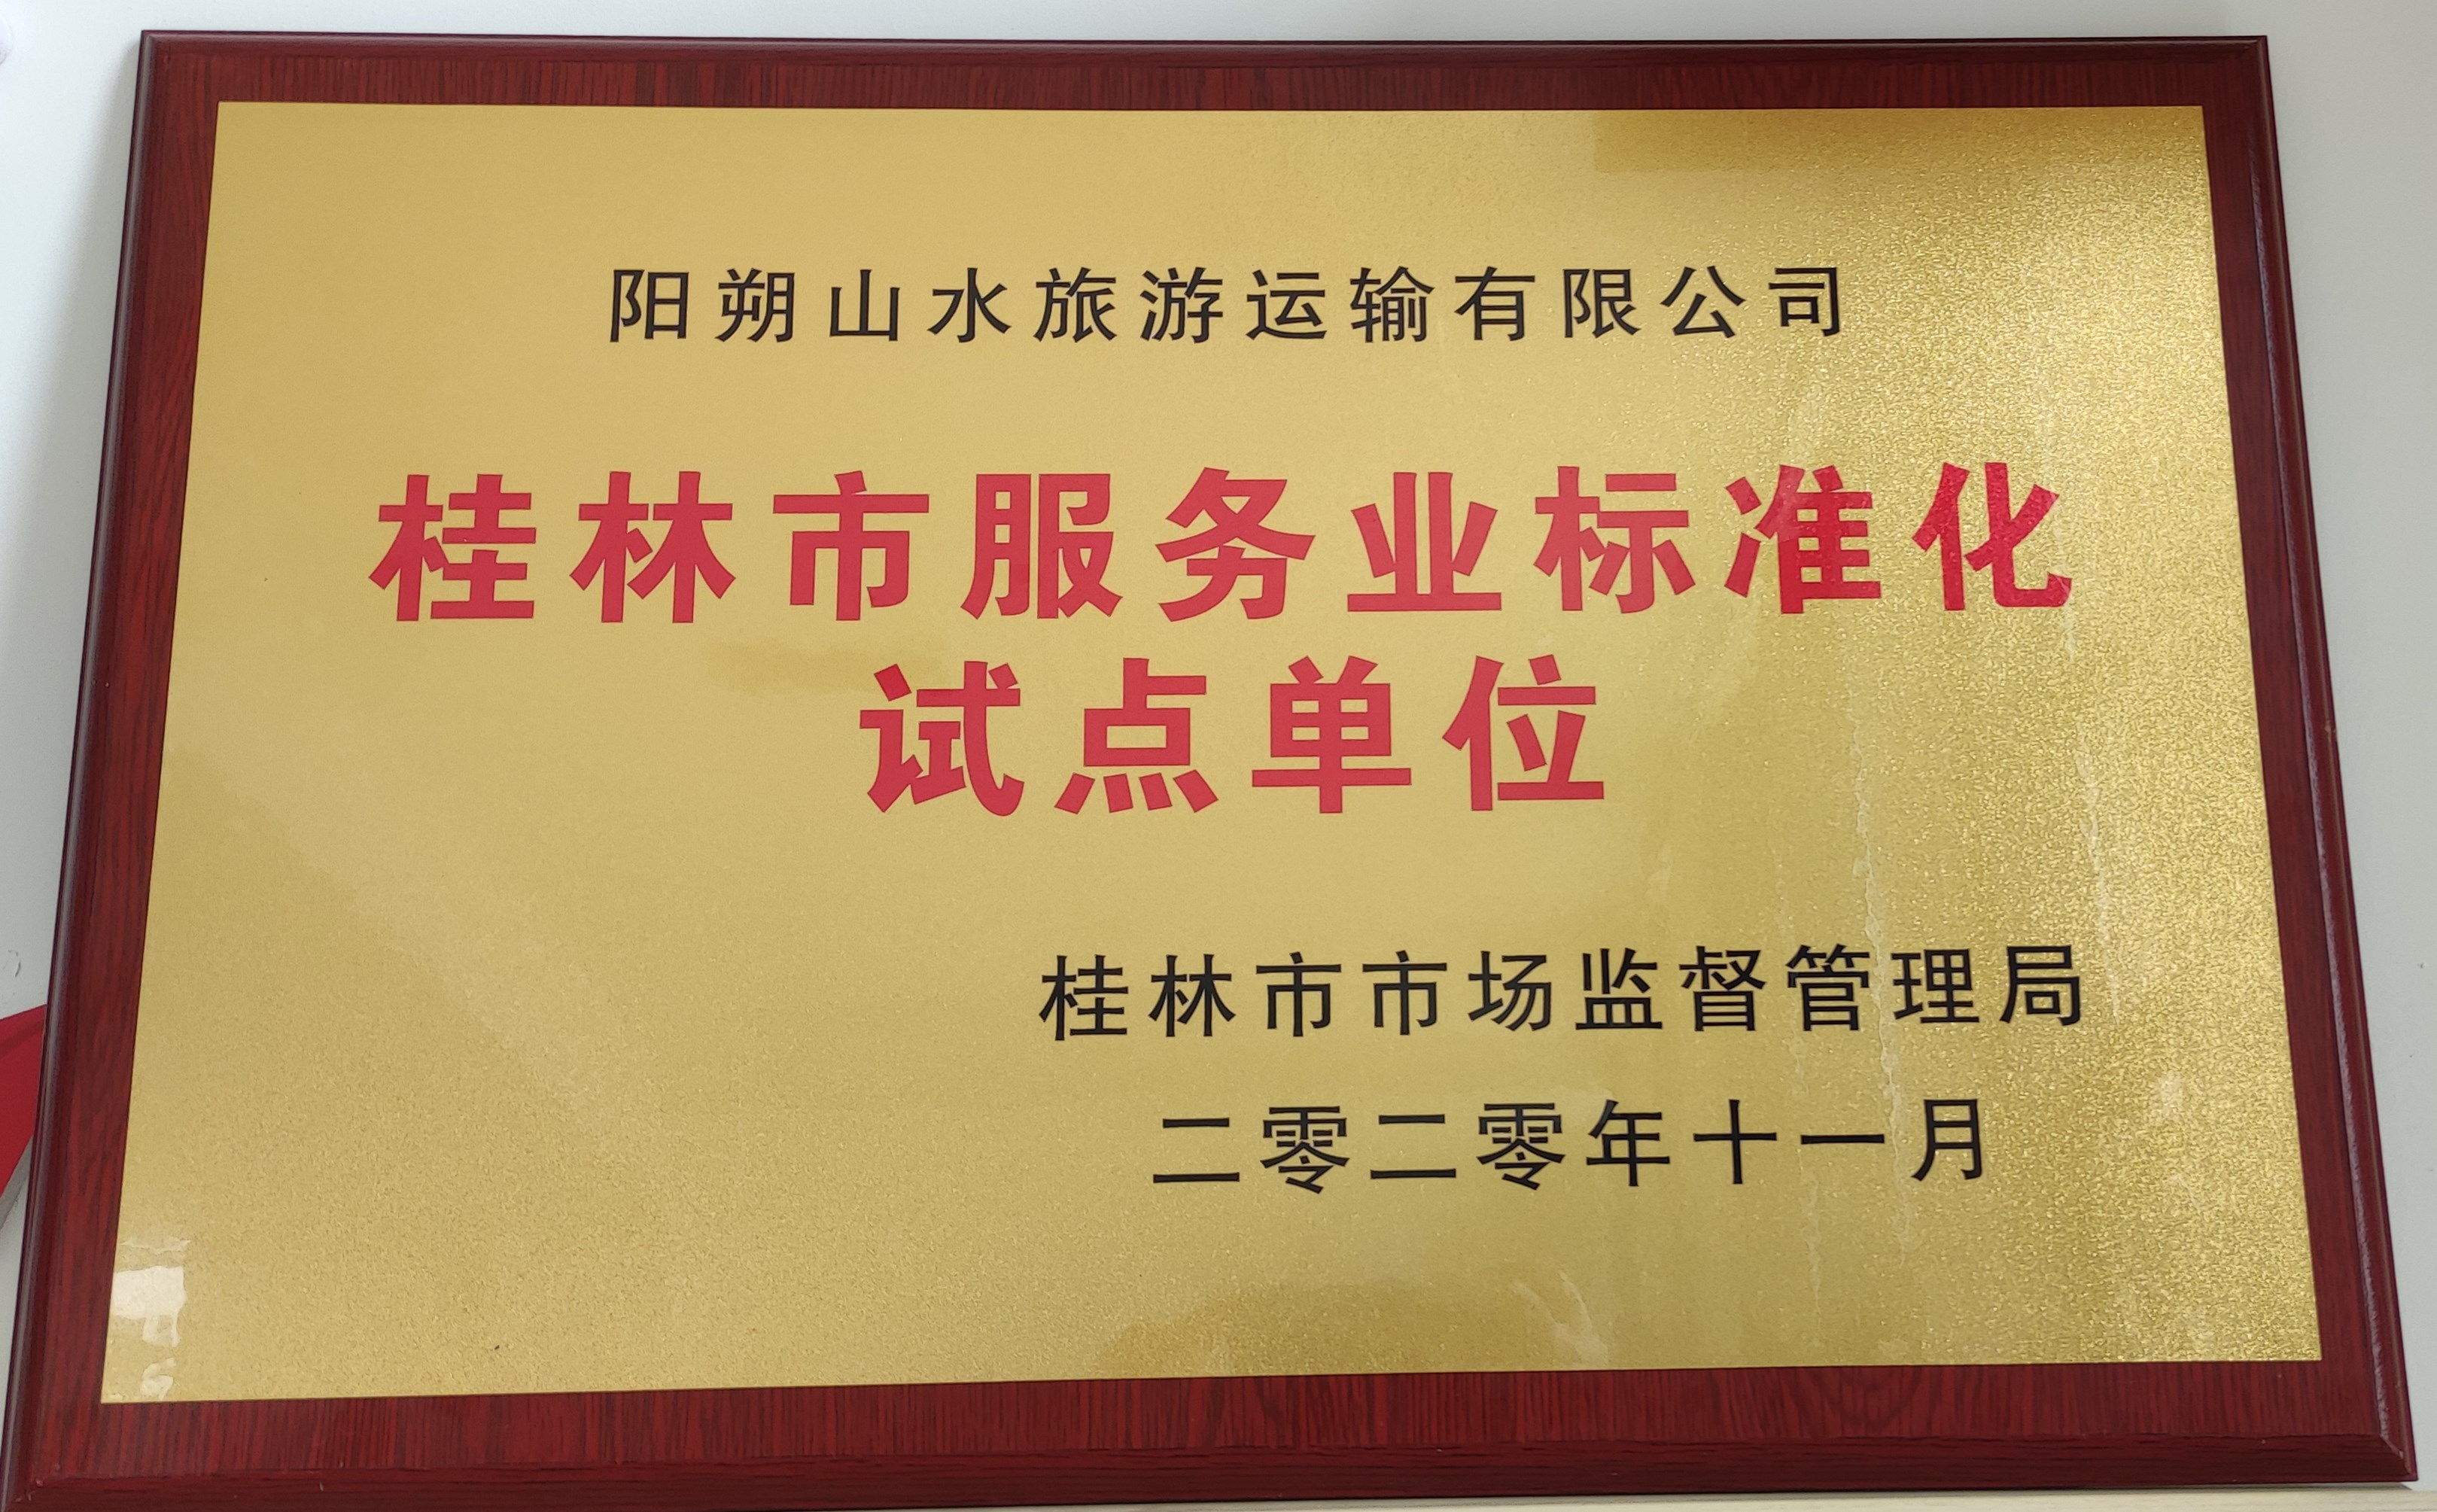 阳朔山水旅游运输有限公司
桂林市服务业标准化
试点单位
桂林市市场监督管理局
二零二零年十一月